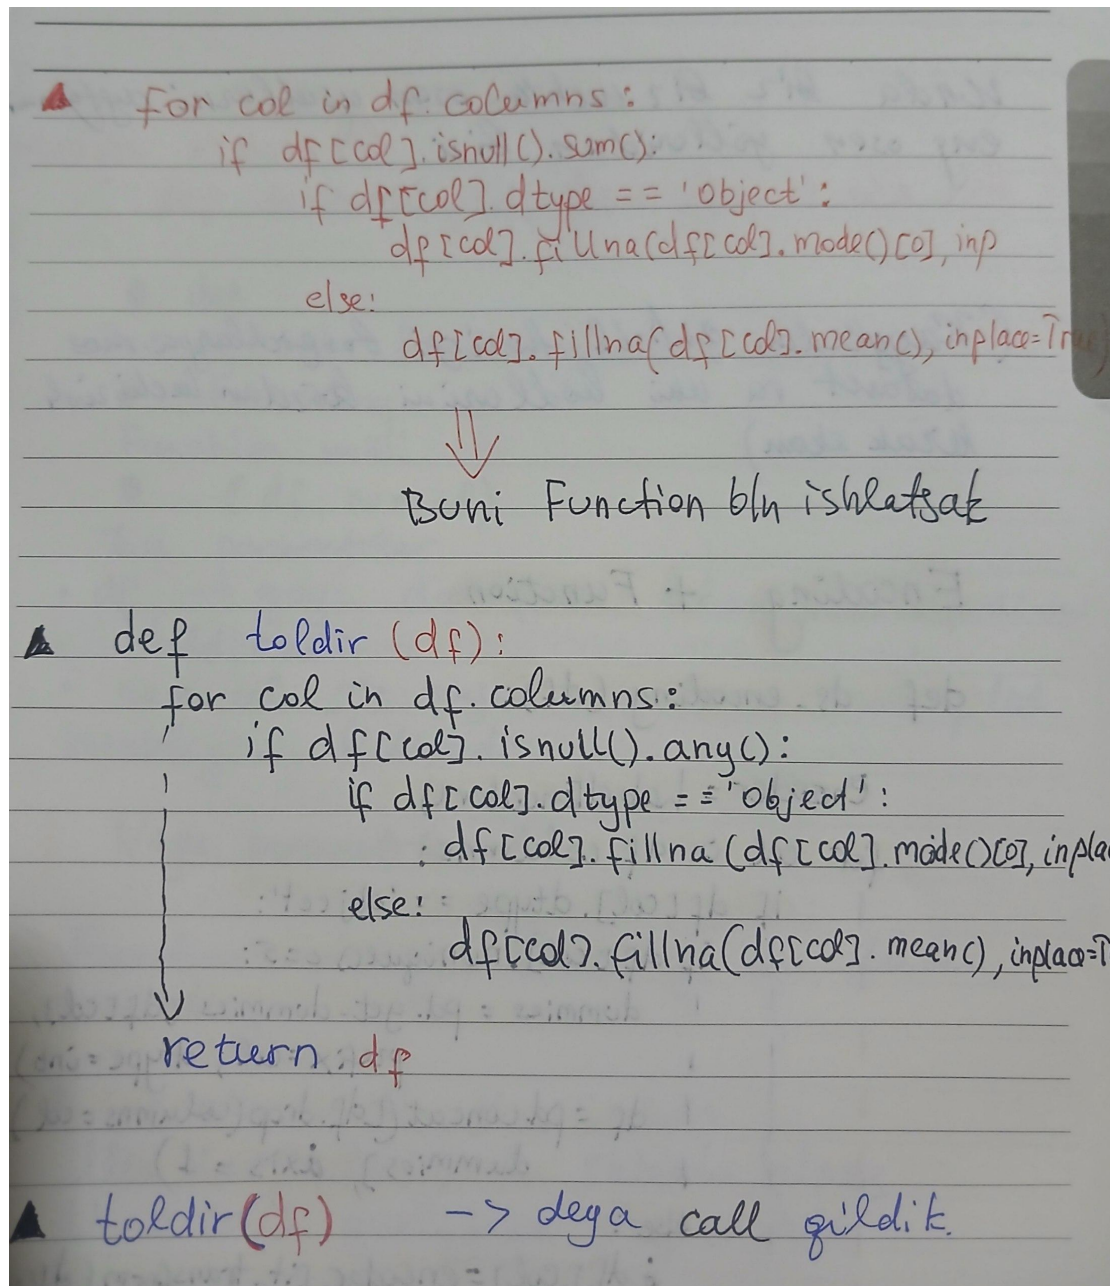 for col in df.columns:
if df[col].isnull().sum():
if df[col].dtype == 'object':
df[col].fillna(df[col].mode()[0], inp
else:
df[col].fillna(df[col].mean(), inplace=True)
Buni Function bln ishlatsak
def toldir (df):
for col in df.columns:
if df[col].isnull().any():
if df[col].dtype == 'object':
df[col].fillna(df[col].mode()[0], inpla
else:
df[col].fillna(df[col].mean(), inplace=T
return df
toldir(df) -> dega call qildik.